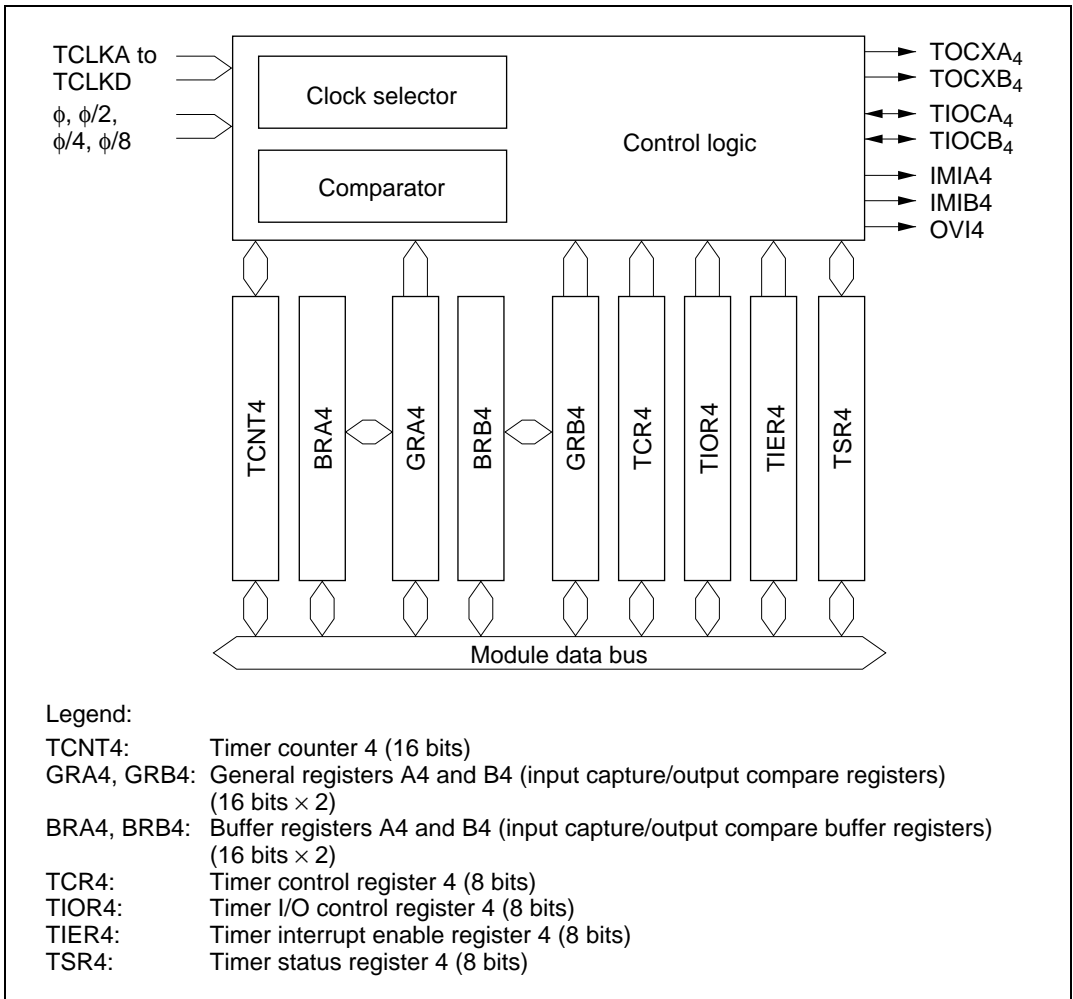 TCLKA to
TCLKD
ϕ, ϕ/2,
ϕ/4, ϕ/8
Clock selector
Comparator
Control logic
TOCXA4
TOCXB4
TIOCA4
TIOCB4
IMIA4
IMIB4
OVI4
TCNT4
BRA4
GRA4
BRB4
GRB4
TCR4
TIOR4
TIER4
TSR4
Module data bus
Legend:
TCNT4: Timer counter 4 (16 bits)
GRA4, GRB4: General registers A4 and B4 (input capture/output compare registers)
(16 bits × 2)
BRA4, BRB4: Buffer registers A4 and B4 (input capture/output compare buffer registers)
(16 bits × 2)
TCR4: Timer control register 4 (8 bits)
TIOR4: Timer I/O control register 4 (8 bits)
TIER4: Timer interrupt enable register 4 (8 bits)
TSR4: Timer status register 4 (8 bits)